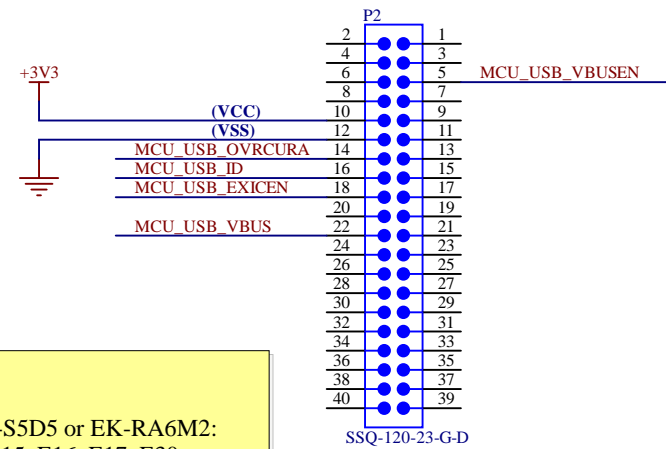 P2
2 1
4 3
+3V3 6 5 MCU_USB_VBUSEN
8 7
(VCC) 10 9
(VSS) 12 11
MCU_USB_OVRCURA 14 13
MCU_USB_ID 16 15
MCU_USB_EXICEN 18 17
20 19
MCU_USB_VBUS 22 21
24 23
26 25
28 27
30 29
32 31
34 33
36 35
38 37
40 39
SSQ-120-23-G-D
-S5D5 or EK-RA6M2: